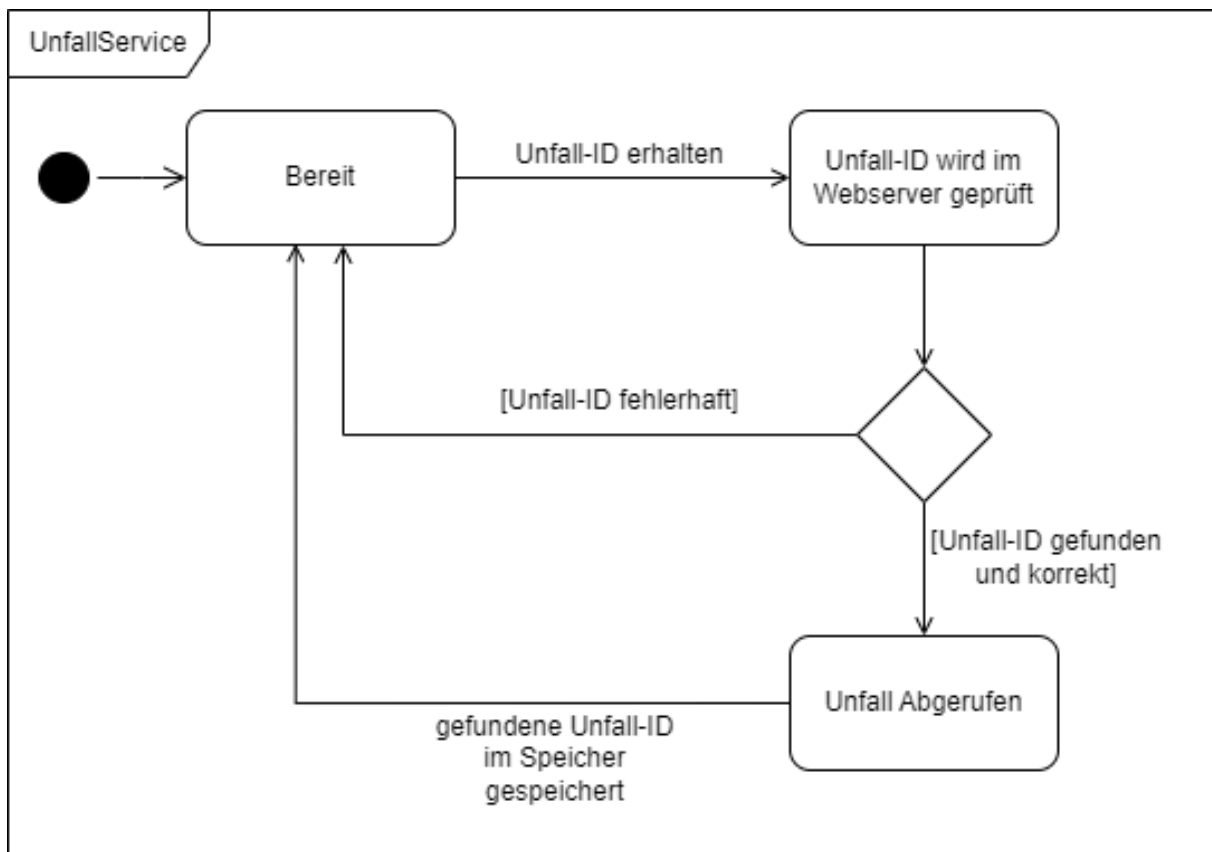 UnfallService
Bereit
Unfall-ID erhalten
Unfall-ID wird im
Webserver geprüft
[Unfall-ID fehlerhaft]
[Unfall-ID gefunden
und korrekt]
Unfall Abgerufen
gefundene Unfall-ID
im Speicher
gespeichert